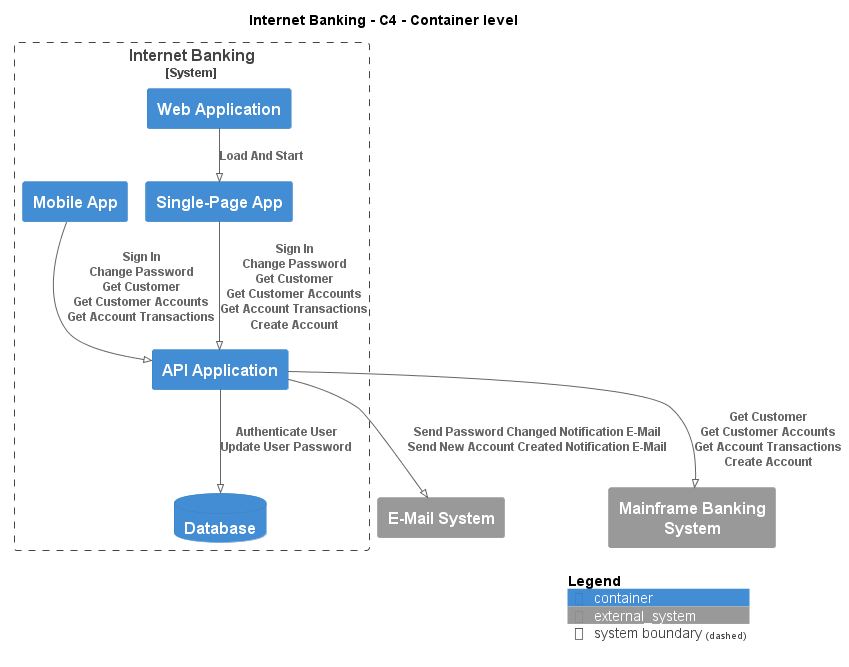 Internet Banking - C4 - Container level
Internet Banking
[System]
Web Application
Load And Start
Mobile App
Single-Page App
Sign In
Change Password
Get Customer
Get Customer Accounts
Get Account Transactions
Sign In
Change Password
Get Customer
Get Customer Accounts
Get Account Transactions
Create Account
API Application
Authenticate User
Update User Password
Send Password Changed Notification E-Mail
Send New Account Created Notification E-Mail
Get Customer
Get Customer Accounts
Get Account Transactions
Create Account
Database
E-Mail System
Mainframe Banking
System
Legend
container
external_system
system boundary (dashed)